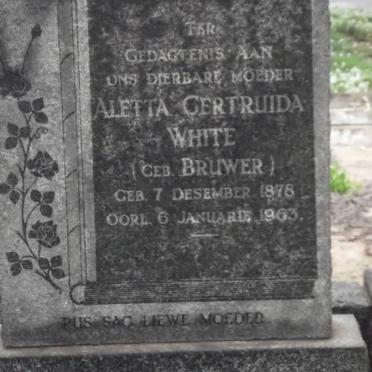 TER
GEDAGTENIS AAN
ONS DIERBARE MOEDER
ALETTA GERTRUIDA
WHITE
(GEB. BRUWER)
GEB. 7 DESEMBER 1878
OORL. 6 JANUARIE 1963.
RUS SAG LIEWE MOEDER